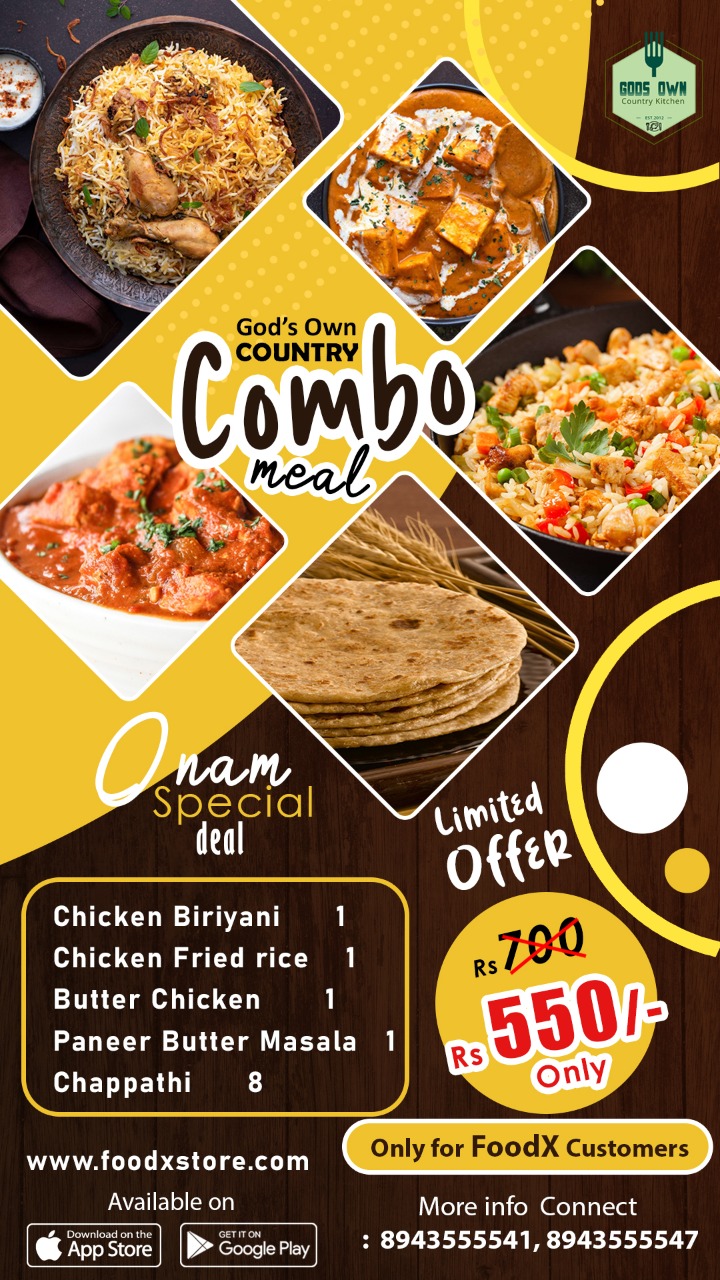 GODS OWN
Country Kitchen
EST 2012
God's Own
COUNTRY
Combo
meal
Onam
Special
deal
Limited
Offer
Chicken Biriyani 1
Chicken Fried rice 1
Butter Chicken 1
Paneer Butter Masala 1
Chappathi 8
Rs 700
Rs 550/-
Only
Only for FoodX Customers
www.foodxstore.com
Available on
Download on the
App Store
GET IT ON
Google Play
More info Connect
: 8943555541, 8943555547